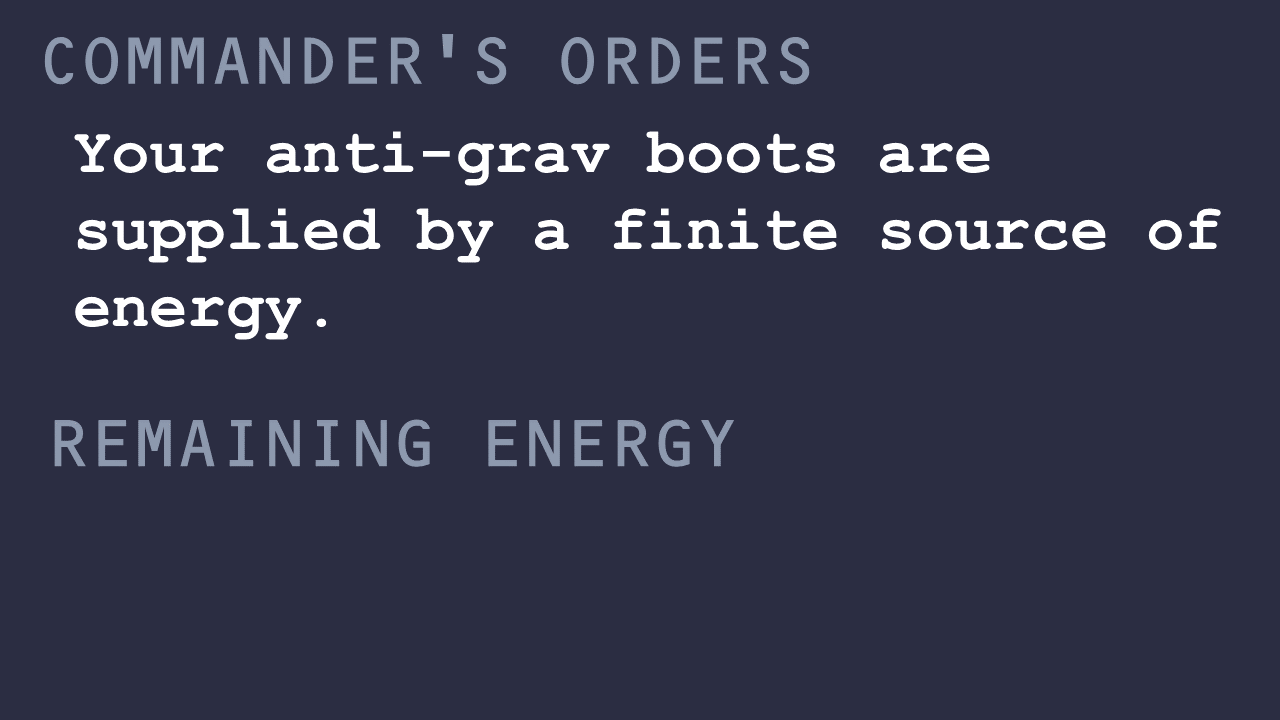 COMMANDER'S ORDERS
Your anti-grav boots are
supplied by a finite source of
energy.
REMAINING ENERGY